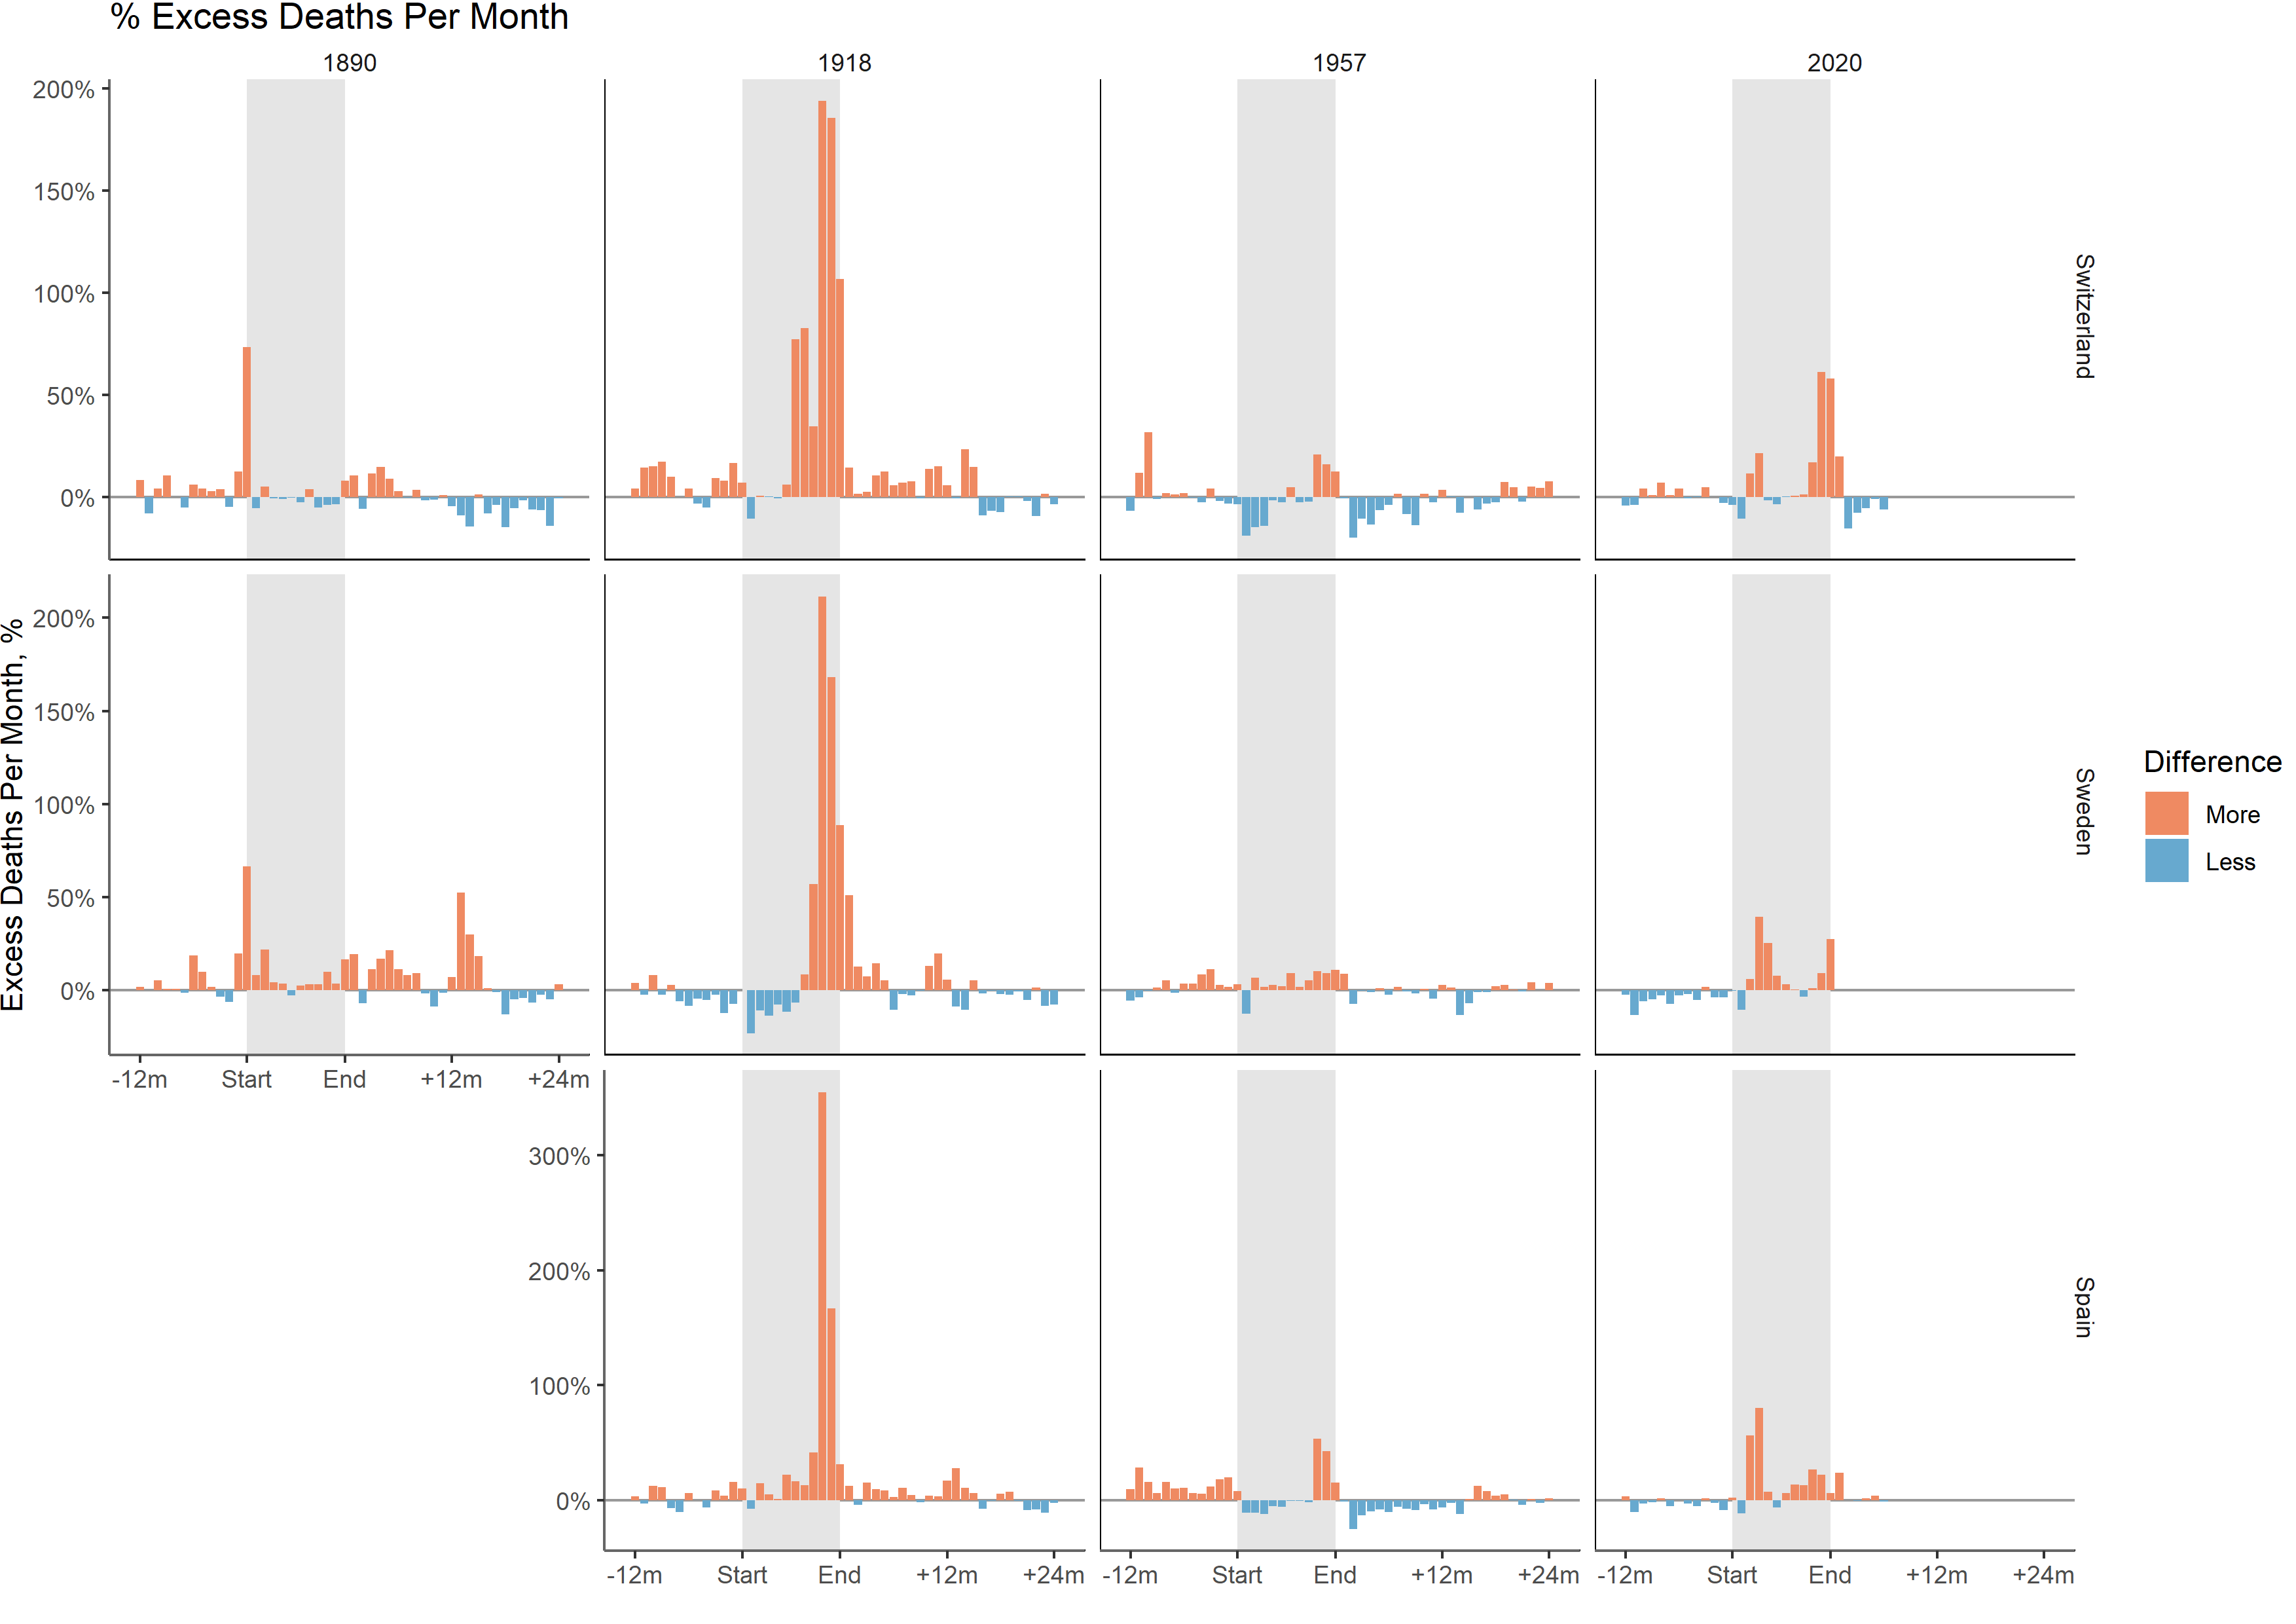 % Excess Deaths Per Month
1890 1918 1957 2020
200%
150%
100%
50%
0%
Switzerland
Excess Deaths Per Month, %
200%
150%
100%
50%
0%
Sweden
-12m Start End +12m +24m
300%
200%
100%
0%
Spain
-12m Start End +12m +24m
-12m Start End +12m +24m
-12m Start End +12m +24m
Difference
More
Less